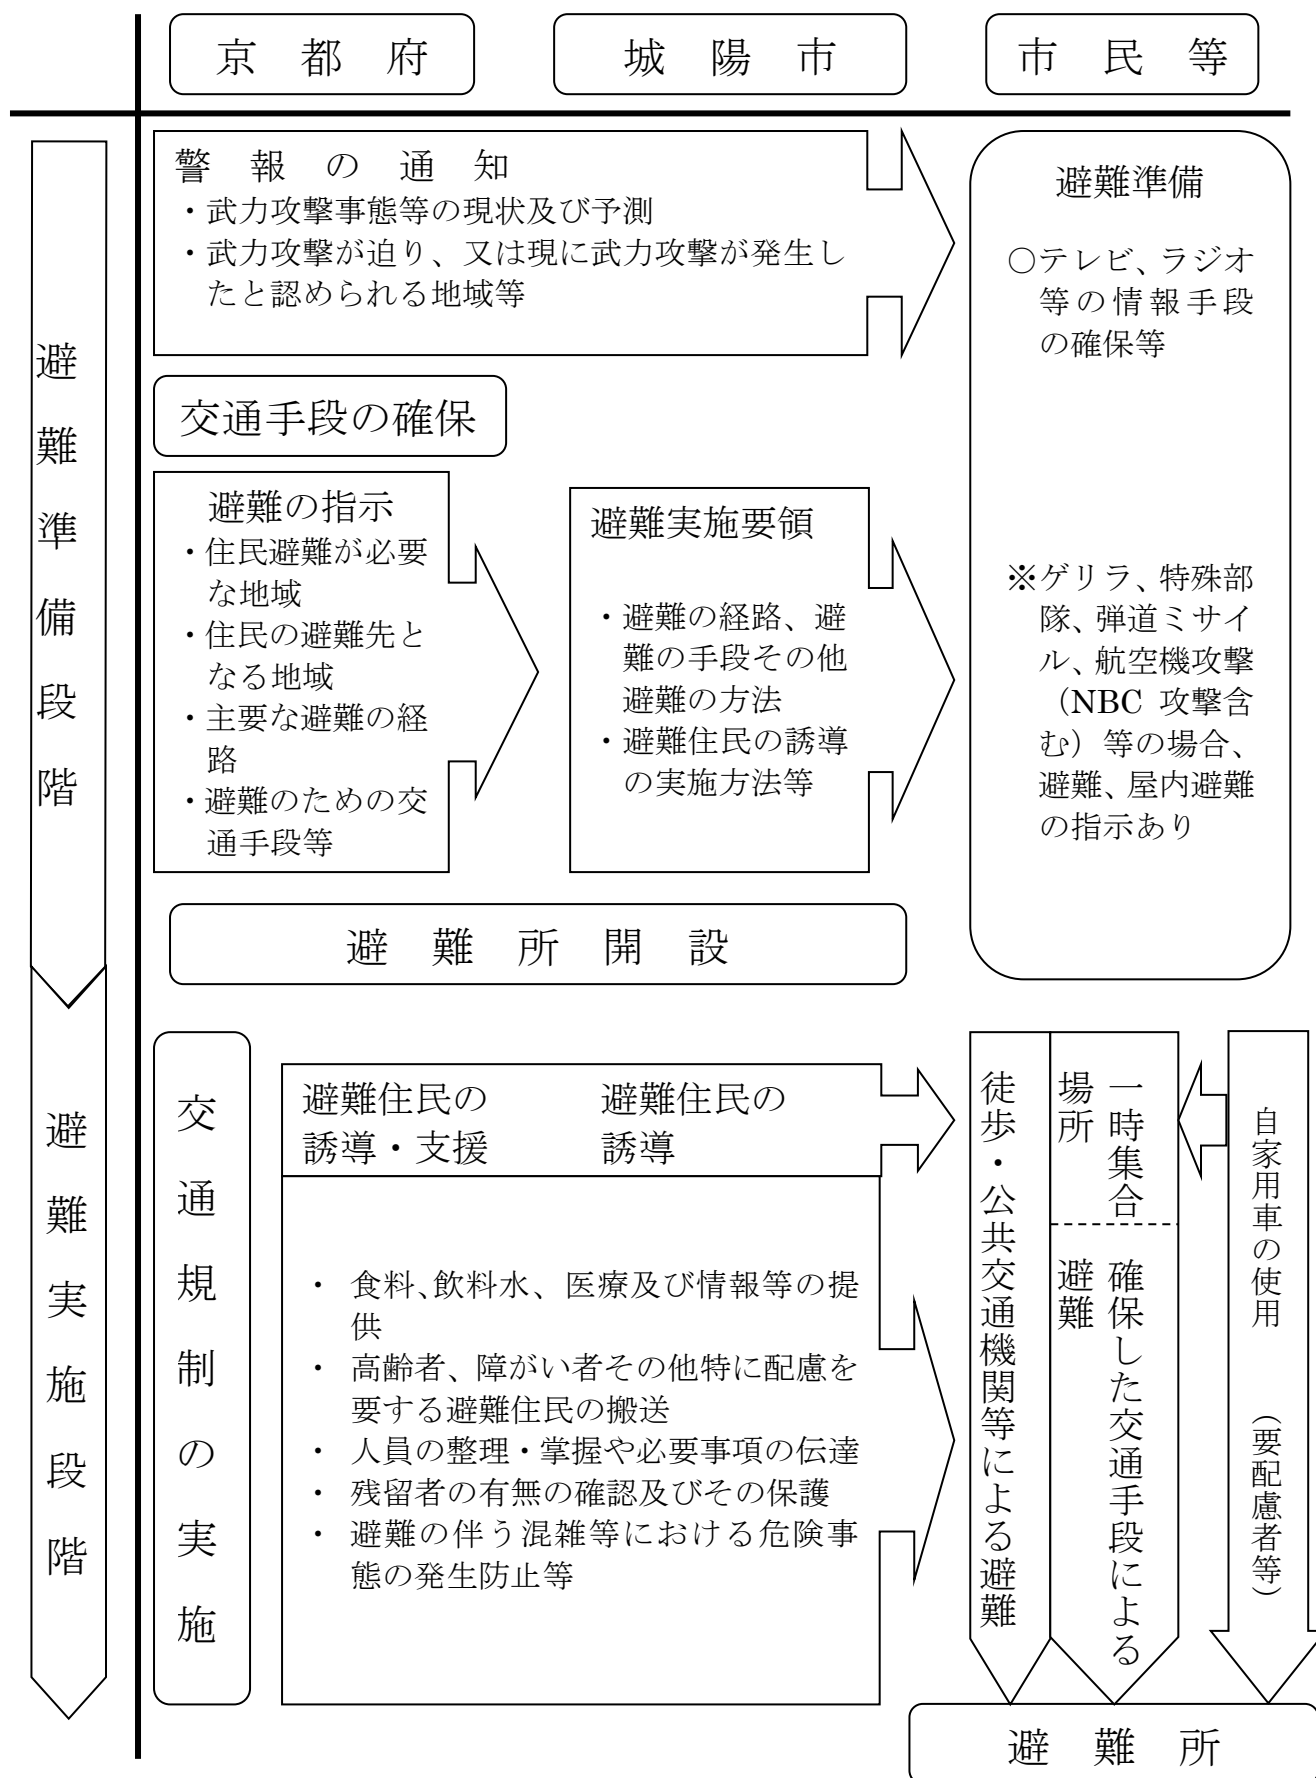 京都府
城陽市
市民等
避難準備段階
警報の通知
・武力攻撃事態等の現状及び予測
・武力攻撃が迫り、又は現に武力攻撃が発生し
たと認められる地域等
避難準備
○テレビ、ラジオ
等の情報手段
の確保等
※ゲリラ、特殊部
隊、弾道ミサイ
ル、航空機攻撃
（NBC 攻撃含
む）等の場合、
避難、屋内避難
の指示あり
交通手段の確保
避難の指示
・住民避難が必要
な地域
・住民の避難先と
なる地域
・主要な避難の経
路
・避難のための交
通手段等
避難実施要領
・避難の経路、避
難の手段その他
避難の方法
・避難住民の誘導
の実施方法等
避難所開設
避難実施段階
交通規制の実施
避難住民の
誘導・支援
避難住民の
誘導
・ 食料、飲料水、医療及び情報等の提
供
・ 高齢者、障がい者その他特に配慮を
要する避難住民の搬送
・ 人員の整理・掌握や必要事項の伝達
・ 残留者の有無の確認及びその保護
・ 避難の伴う混雑等における危険事
態の発生防止等
徒歩・公共交通機関等による避難
一時集合
場所
確保した交通手段による
避難
自家用車の使用 （要配慮者等）
避難所